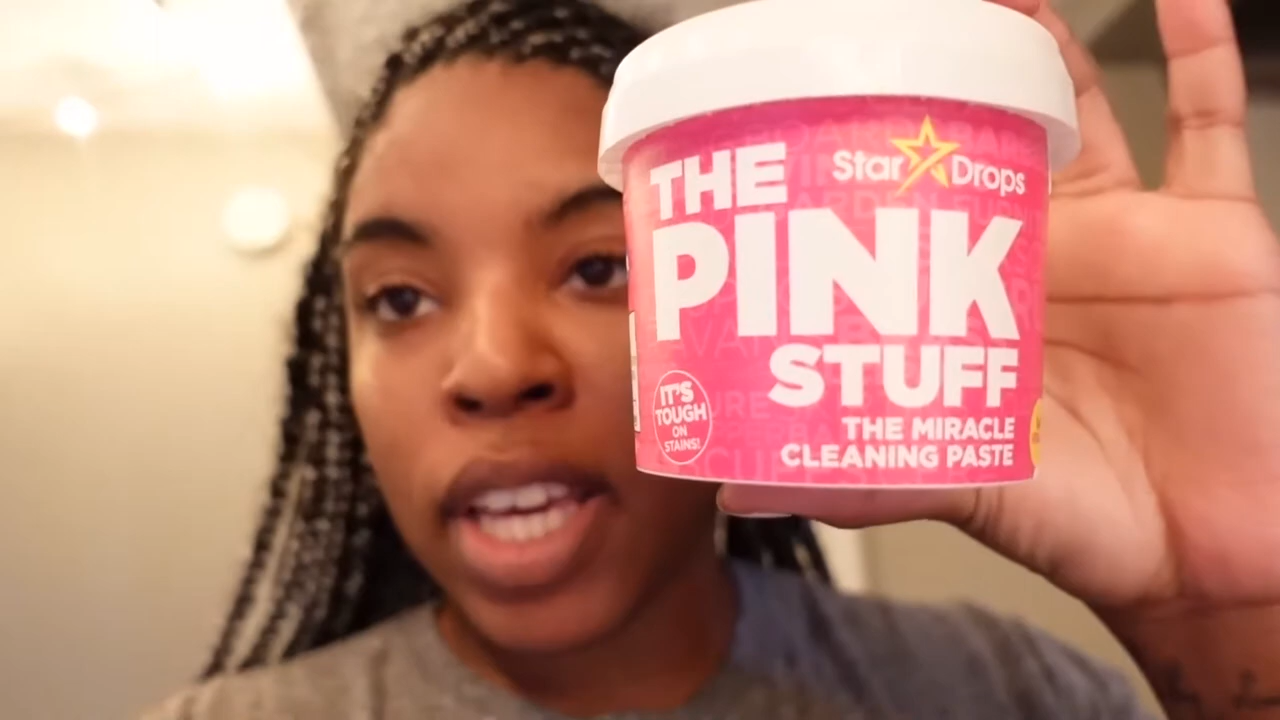 Star Drops
THE
PINK
STUFF
THE MIRACLE
CLEANING PASTE
IT'S
TOUGH
ON
STAINS!